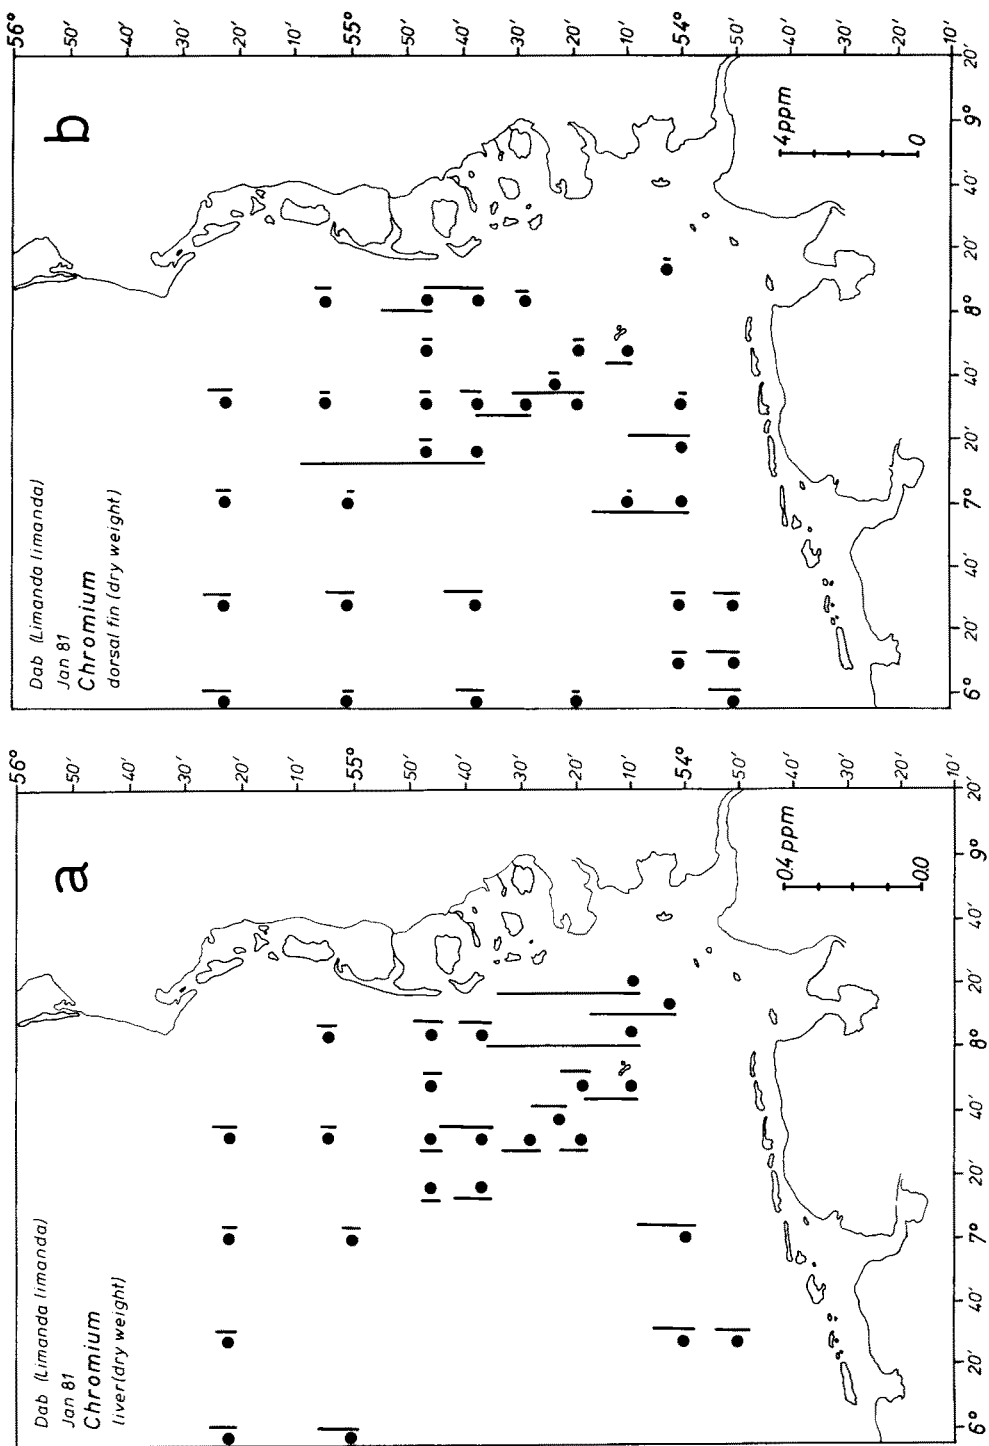 a
Dab (Limanda limanda)
Jan 81
Chromium
liver (dry weight)
56°
50'
40'
30'
20'
10'
55°
50'
40'
30'
20'
10'
54°
50'
40'
30'
20'
10'
0.4 ppm
0.0
6° 20' 40' 7° 20' 40' 8° 20' 40' 9° 20'
b
Dab (Limanda limanda)
Jan 81
Chromium
dorsal fin (dry weight)
56°
50'
40'
30'
20'
10'
55°
50'
40'
30'
20'
10'
54°
50'
40'
30'
20'
10'
4 ppm
0
6° 20' 40' 7° 20' 40' 8° 20' 40' 9° 20'